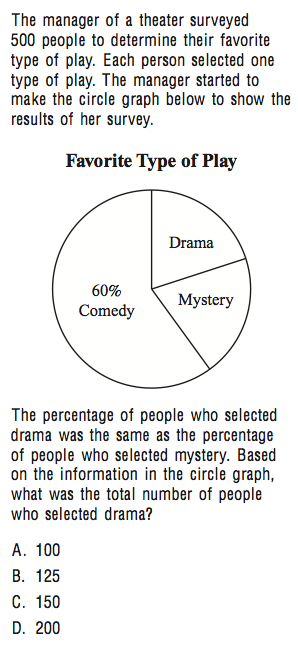 The manager of a theater surveyed
500 people to determine their favorite
type of play. Each person selected one
type of play. The manager started to
make the circle graph below to show the
results of her survey.
Favorite Type of Play
Drama
60%
Comedy
Mystery
The percentage of people who selected
drama was the same as the percentage
of people who selected mystery. Based
on the information in the circle graph,
what was the total number of people
who selected drama?
A. 100
B. 125
C. 150
D. 200